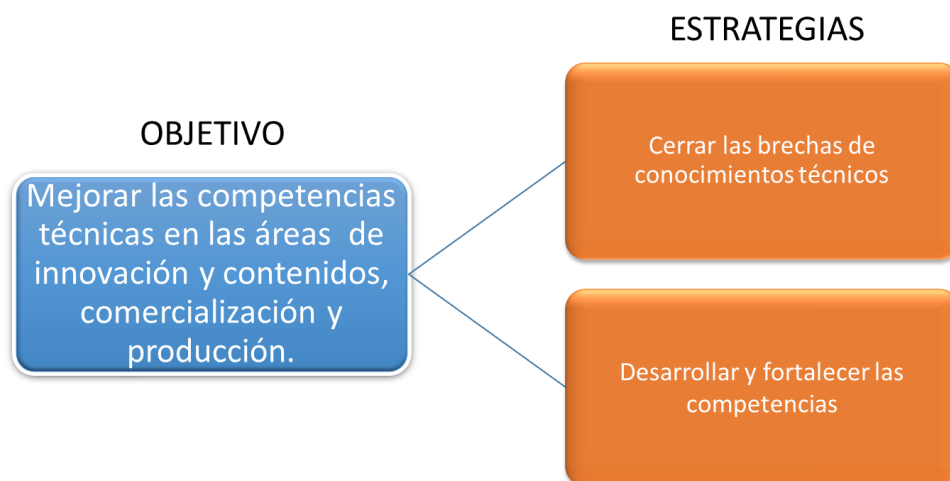 OBJETIVO
Mejorar las competencias
técnicas en las áreas de
innovación y contenidos,
comercialización y
producción.
ESTRATEGIAS
Cerrar las brechas de
conocimientos técnicos
Desarrollar y fortalecer las
competencias